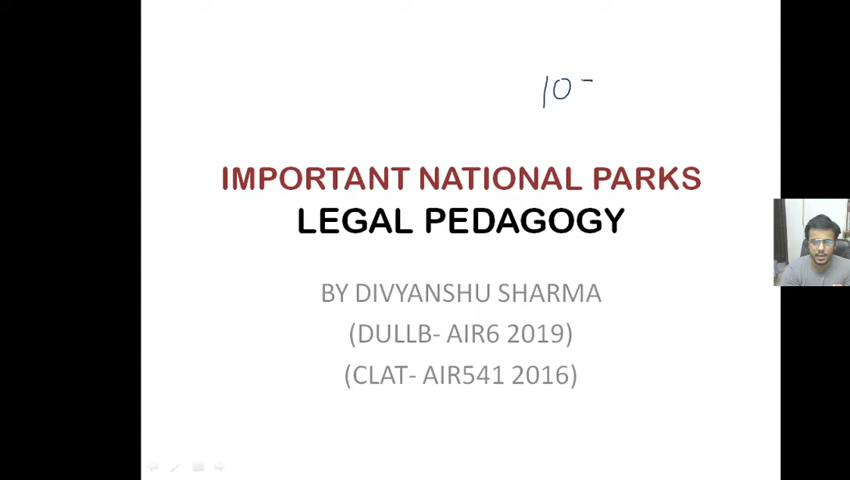 10-
IMPORTANT NATIONAL PARKS
LEGAL PEDAGOGY
BY DIVYANSHU SHARMA
(DULLB- AIR6 2019)
(CLAT- AIR541 2016)